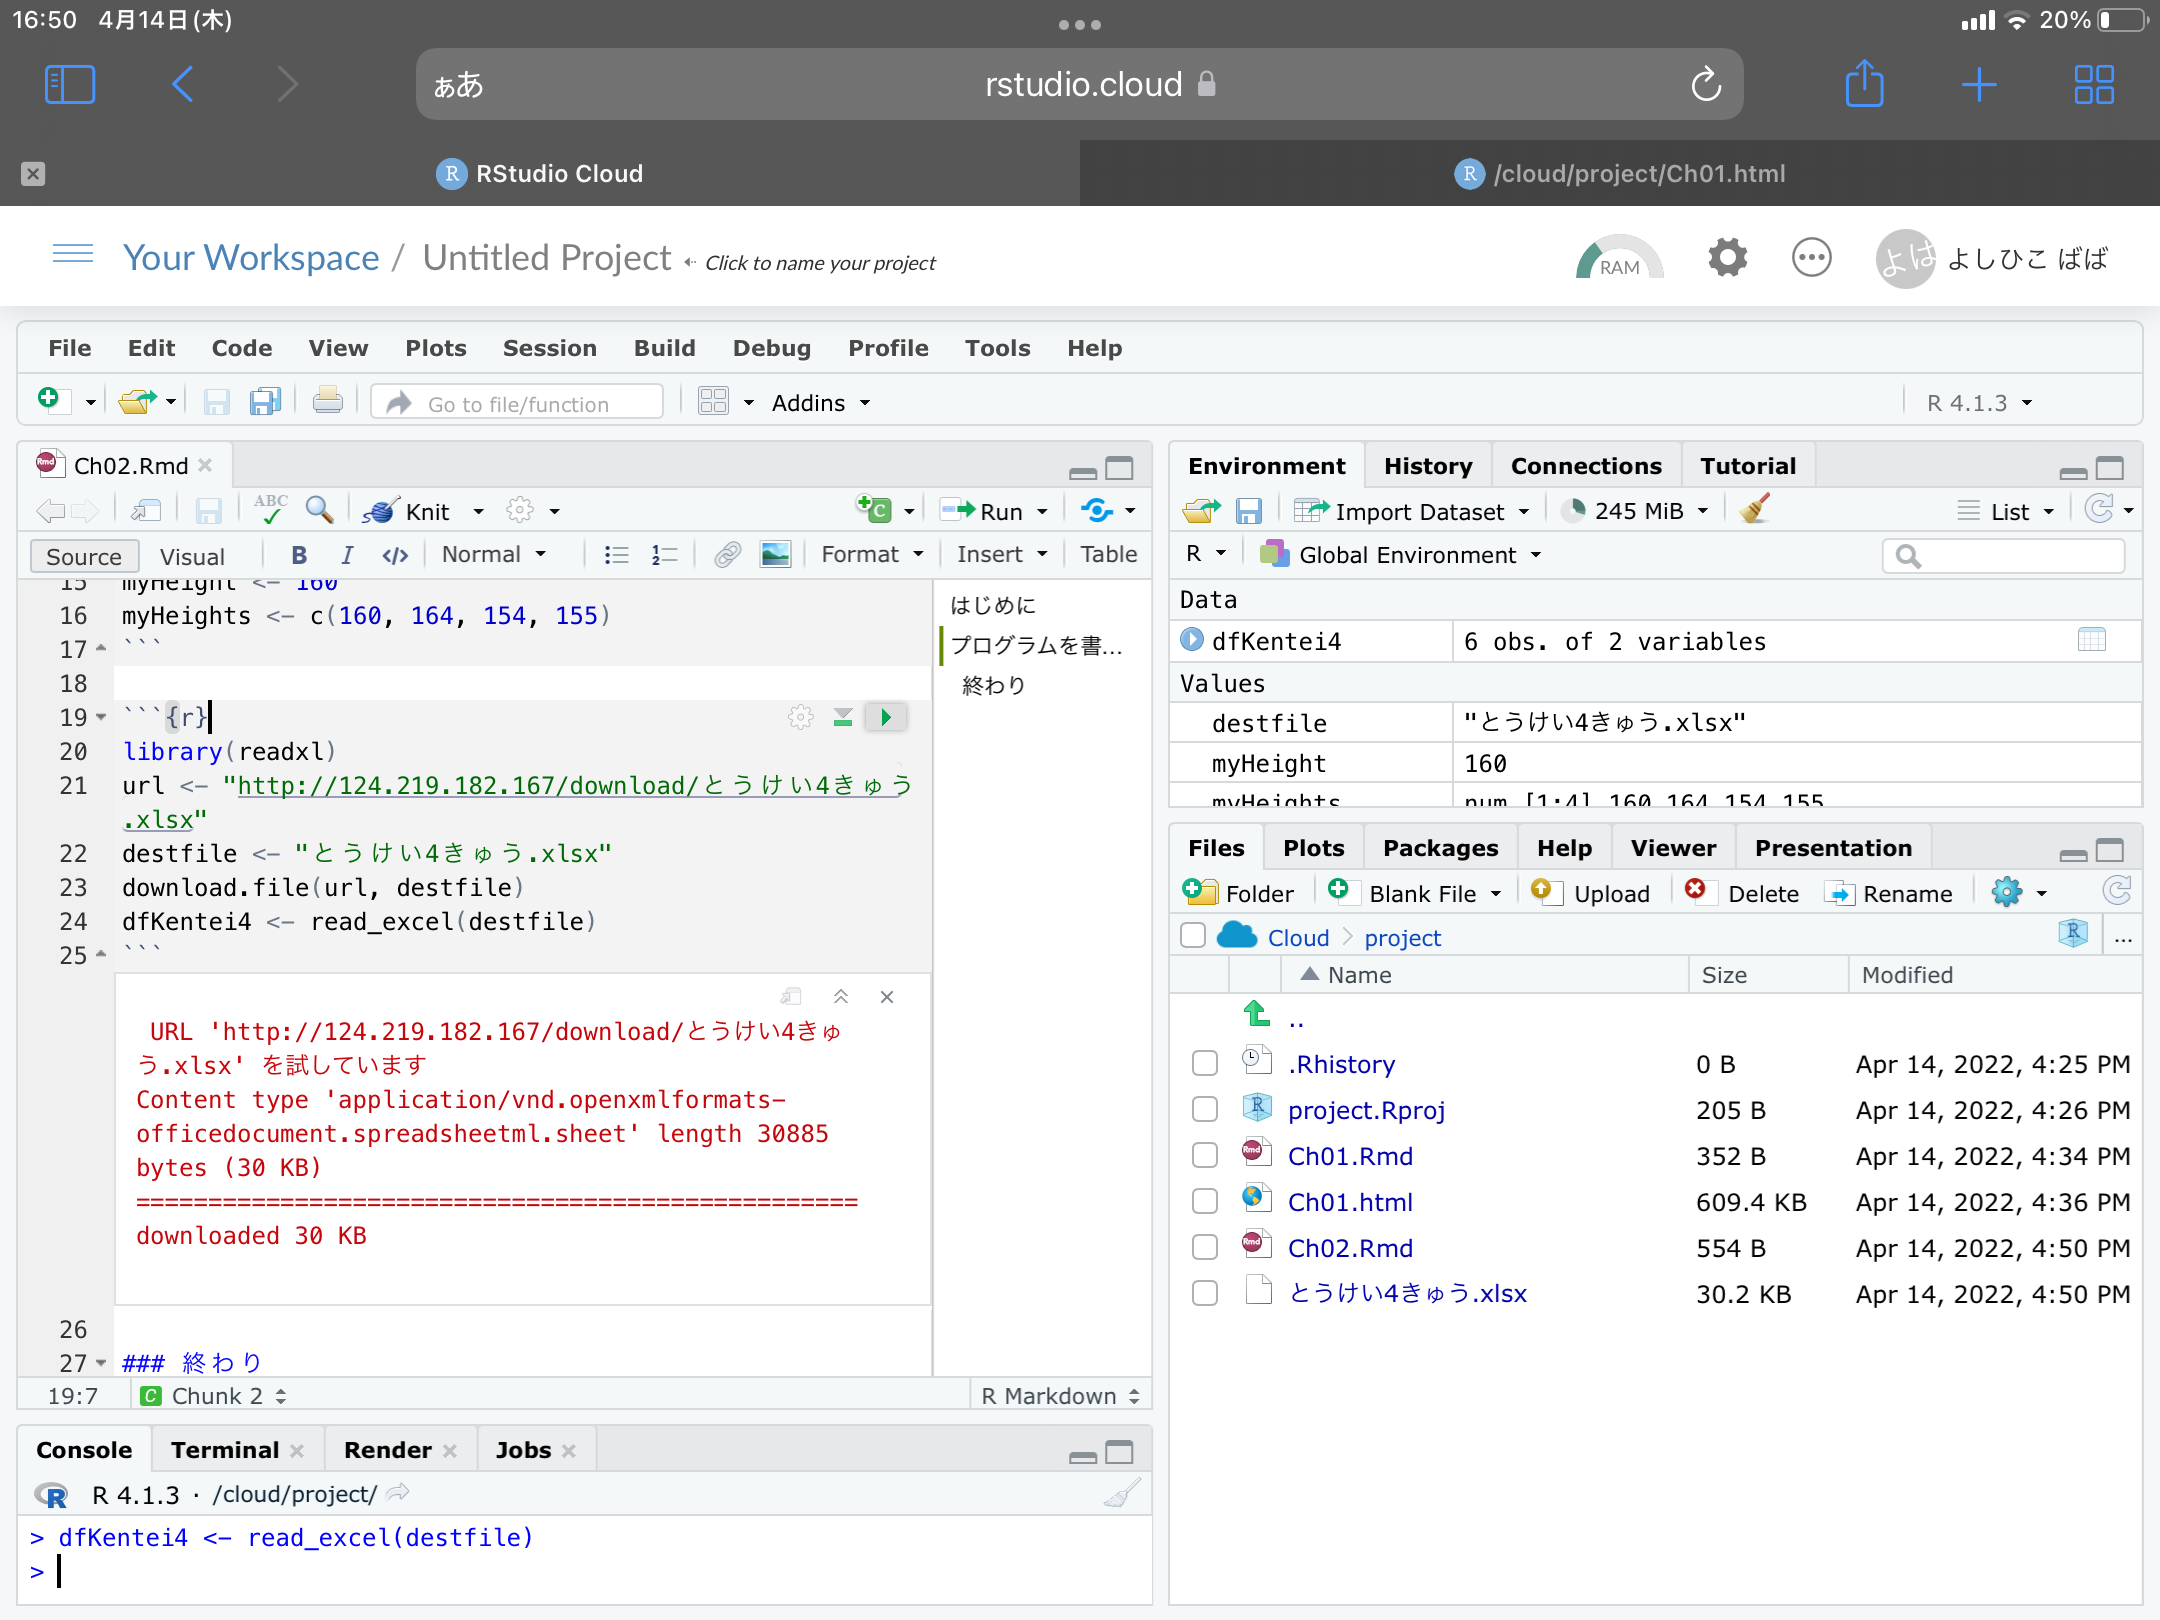 16:50 4月14日(木)
20%
ぁあ
rstudio.cloud
RStudio Cloud
/cloud/project/Ch01.html
Your Workspace / Untitled Project Click to name your project
RAM
よは よしひこ ばば
File Edit Code View Plots Session Build Debug Profile Tools Help
Go to file/function
Addins
R 4.1.3
Ch02.Rmd
ABC
Knit
Run
Source Visual B I </> Normal Format Insert Table
15 myHeight <- 160
16 myHeights <- c(160, 164, 154, 155)
17 ```
18
19 ```{r}
20 library(readxl)
21 url <- "http://124.219.182.167/download/とうけい4きゅう
.xlsx"
22 destfile <- "とうけい4きゅう.xlsx"
23 download.file(url, destfile)
24 dfKentei4 <- read_excel(destfile)
25 ```
URL 'http://124.219.182.167/download/とうけい4きゅ
う.xlsx' を試しています
Content type 'application/vnd.openxmlformats-
officedocument.spreadsheetml.sheet' length 30885
bytes (30 KB)
==================================================
downloaded 30 KB
26
27 ### 終わり
はじめに
プログラムを書...
終わり
19:7 Chunk 2 R Markdown
Console Terminal Render Jobs
R 4.1.3 · /cloud/project/
> dfKentei4 <- read_excel(destfile)
>
Environment History Connections Tutorial
Import Dataset 245 MiB List
R Global Environment
Data
dfKentei4 6 obs. of 2 variables
Values
destfile "とうけい4きゅう.xlsx"
myHeight 160
myHeights num [1:4] 160 164 154 155
Files Plots Packages Help Viewer Presentation
Folder Blank File Upload Delete Rename
Cloud project ...
Name Size Modified
..
.Rhistory 0 B Apr 14, 2022, 4:25 PM
project.Rproj 205 B Apr 14, 2022, 4:26 PM
Ch01.Rmd 352 B Apr 14, 2022, 4:34 PM
Ch01.html 609.4 KB Apr 14, 2022, 4:36 PM
Ch02.Rmd 554 B Apr 14, 2022, 4:50 PM
とうけい4きゅう.xlsx 30.2 KB Apr 14, 2022, 4:50 PM